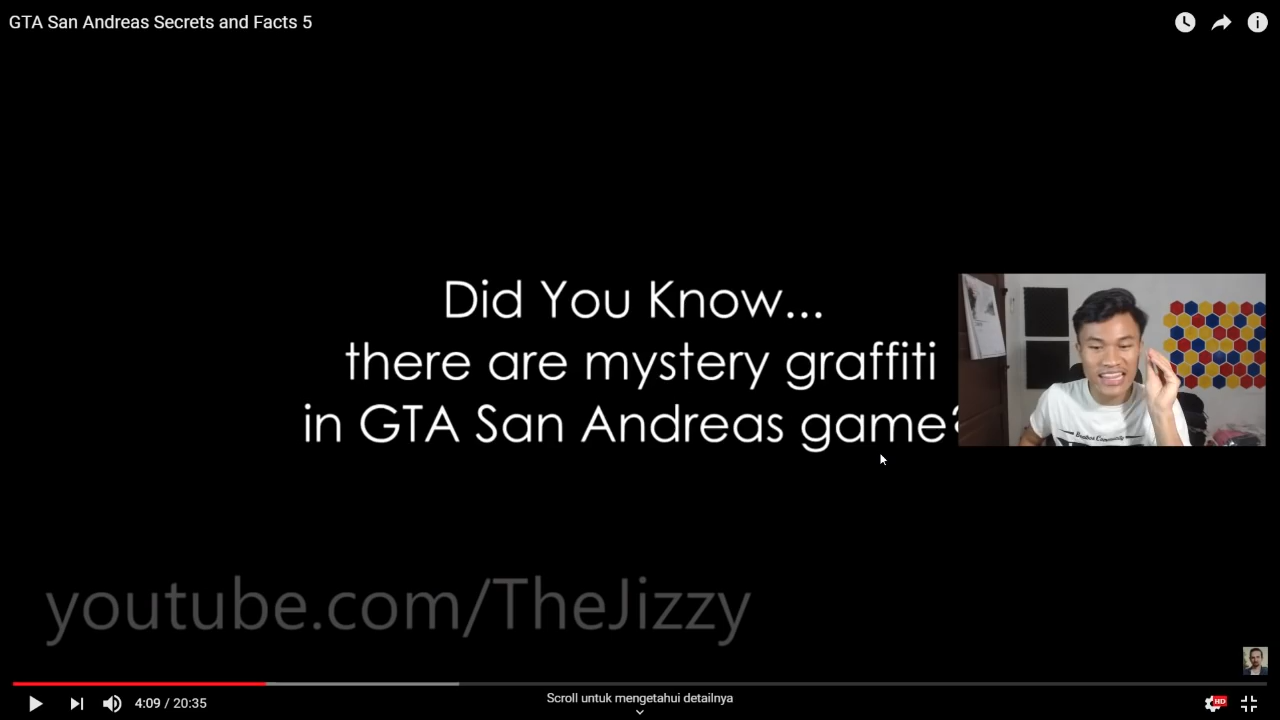 GTA San Andreas Secrets and Facts 5
Did You Know...
there are mystery graffiti
in GTA San Andreas game?
youtube.com/TheJizzy
4:09 / 20:35
Scroll untuk mengetahui detailnya
HD